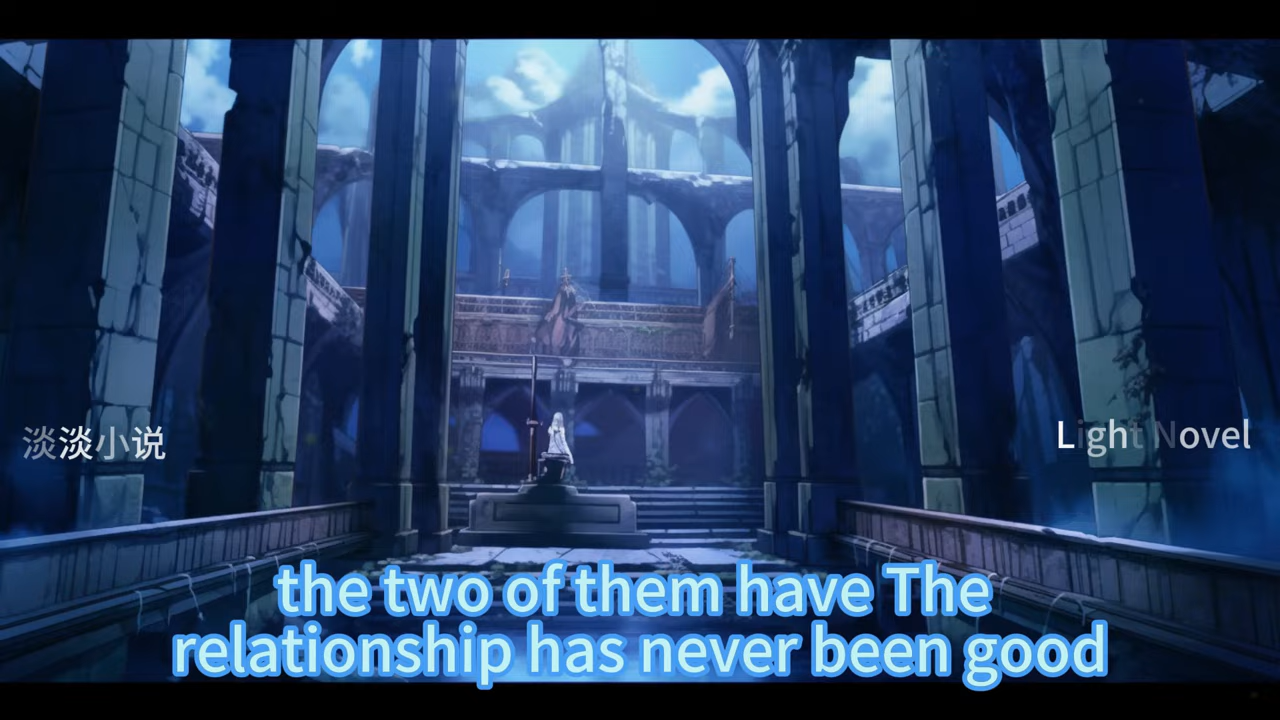 淡淡小说
Light Novel
the two of them have The
relationship has never been good